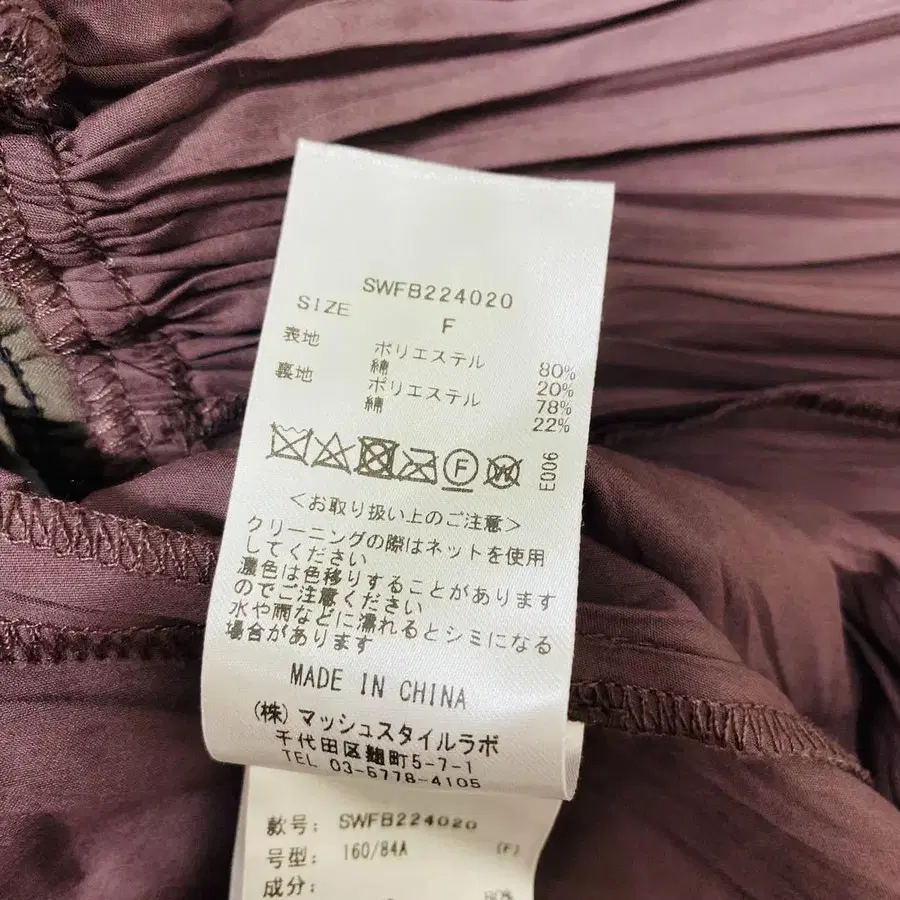 SWFB224020
SIZE F
表地 ポリエステル 80%
綿 20%
裏地 ポリエステル 78%
綿 22%
F W E006
<お取り扱い上のご注意>
クリーニングの際はネットを使用
してください
濃色は色移りすることがあります
のでご注意ください
水や雨などに濡れるとシミになる
場合があります
MADE IN CHINA
(株)マッシュスタイルラボ
千代田区麹町5-7-1
TEL 03-5778-4105
款号: SWFB224020
号型: 160/84A (F)
成分: 80%